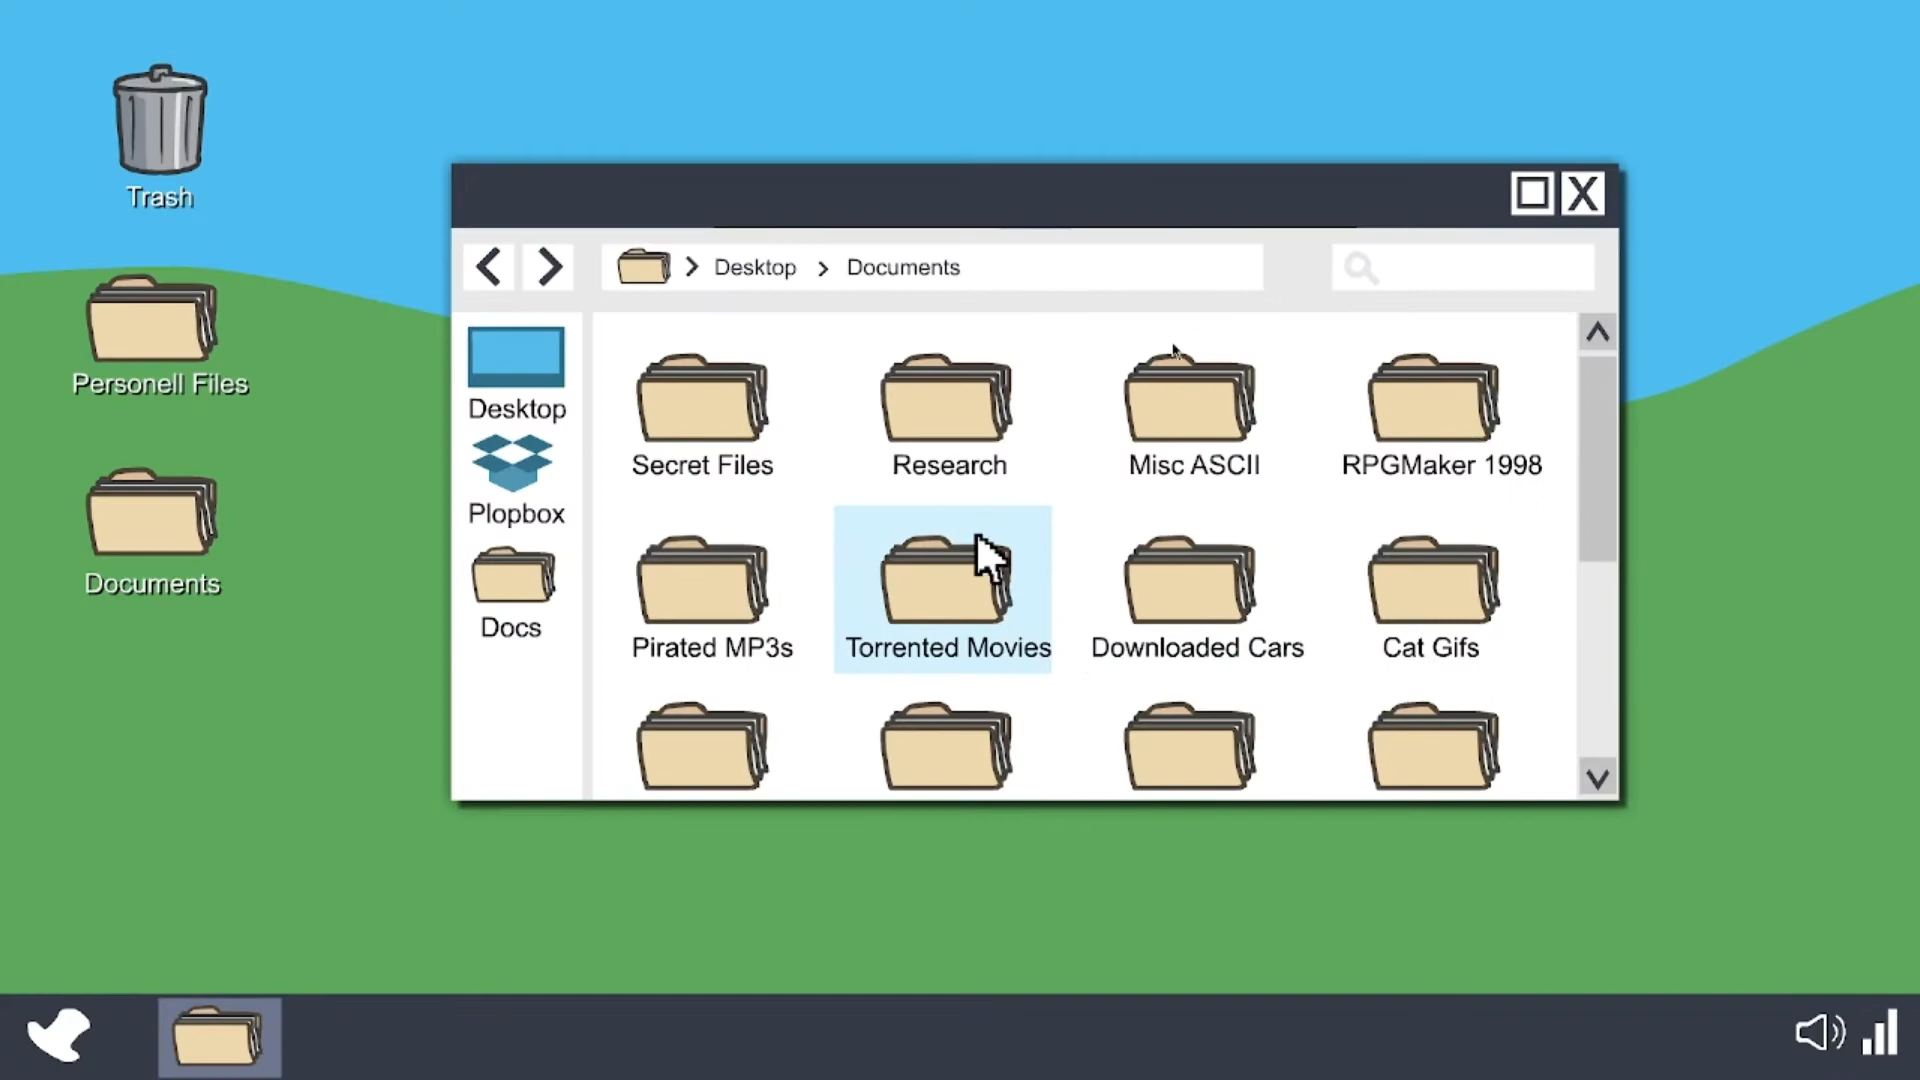 Trash
Personell Files
Documents
X
Desktop > Documents
Desktop
Plopbox
Docs
Secret Files
Research
Misc ASCII
RPGMaker 1998
Pirated MP3s
Torrented Movies
Downloaded Cars
Cat Gifs